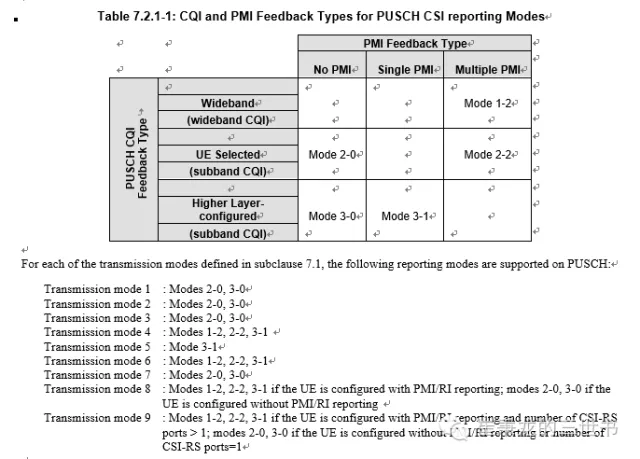 Table 7.2.1-1: CQI and PMI Feedback Types for PUSCH CSI reporting Modes
PMI Feedback Type
No PMI Single PMI Multiple PMI
PUSCH CQI Feedback Type
Wideband
(wideband CQI)
Mode 1-2
UE Selected
(subband CQI)
Mode 2-0 Mode 2-2
Higher Layer-
configured
(subband CQI)
Mode 3-0 Mode 3-1
For each of the transmission modes defined in subclause 7.1, the following reporting modes are supported on PUSCH:
Transmission mode 1 : Modes 2-0, 3-0
Transmission mode 2 : Modes 2-0, 3-0
Transmission mode 3 : Modes 2-0, 3-0
Transmission mode 4 : Modes 1-2, 2-2, 3-1
Transmission mode 5 : Mode 3-1
Transmission mode 6 : Modes 1-2, 2-2, 3-1
Transmission mode 7 : Modes 2-0, 3-0
Transmission mode 8 : Modes 1-2, 2-2, 3-1 if the UE is configured with PMI/RI reporting; modes 2-0, 3-0 if the
UE is configured without PMI/RI reporting
Transmission mode 9 : Modes 1-2, 2-2, 3-1 if the UE is configured with PMI/RI reporting and number of CSI-RS
ports > 1; modes 2-0, 3-0 if the UE is configured without PMI/RI reporting or number of
CSI-RS ports=1